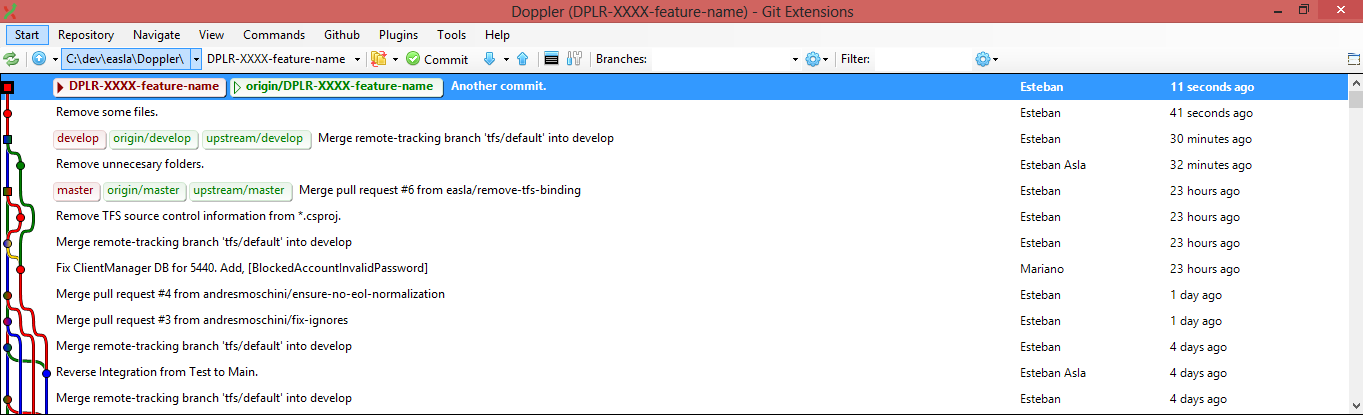 Doppler (DPLR-XXXX-feature-name) - Git Extensions
Start Repository Navigate View Commands Github Plugins Tools Help
C:\dev\easla\Doppler\ DPLR-XXXX-feature-name Commit Branches: Filter:
DPLR-XXXX-feature-name origin/DPLR-XXXX-feature-name Another commit. Esteban 11 seconds ago
Remove some files. Esteban 41 seconds ago
develop origin/develop upstream/develop Merge remote-tracking branch 'tfs/default' into develop Esteban 30 minutes ago
Remove unnecesary folders. Esteban Asla 32 minutes ago
master origin/master upstream/master Merge pull request #6 from easla/remove-tfs-binding Esteban 23 hours ago
Remove TFS source control information from *.csproj. Esteban 23 hours ago
Merge remote-tracking branch 'tfs/default' into develop Esteban 23 hours ago
Fix ClientManager DB for 5440. Add, [BlockedAccountInvalidPassword] Mariano 23 hours ago
Merge pull request #4 from andresmoschini/ensure-no-eol-normalization Esteban 1 day ago
Merge pull request #3 from andresmoschini/fix-ignores Esteban 1 day ago
Merge remote-tracking branch 'tfs/default' into develop Esteban 4 days ago
Reverse Integration from Test to Main. Esteban Asla 4 days ago
Merge remote-tracking branch 'tfs/default' into develop Esteban 4 days ago